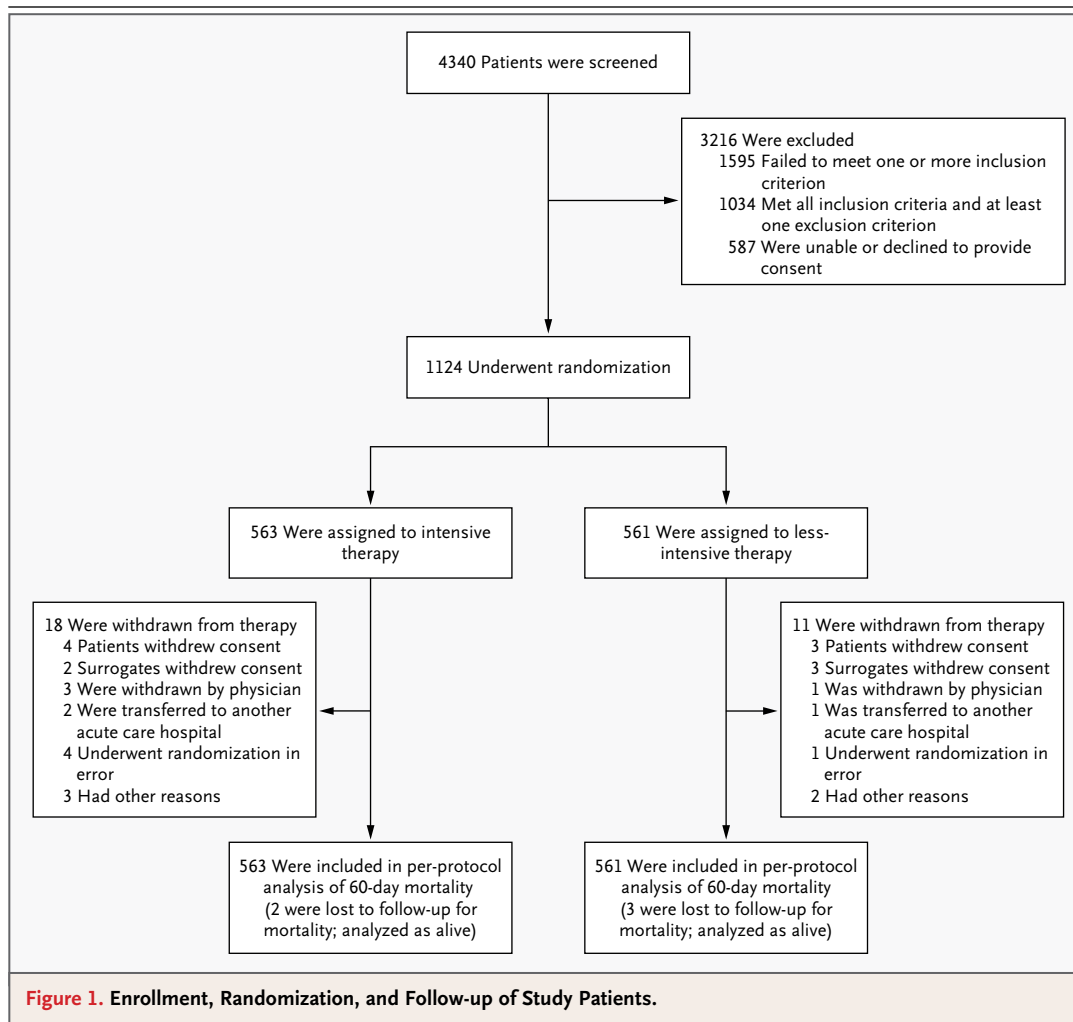 4340 Patients were screened
3216 Were excluded
1595 Failed to meet one or more inclusion
criterion
1034 Met all inclusion criteria and at least
one exclusion criterion
587 Were unable or declined to provide
consent
1124 Underwent randomization
563 Were assigned to intensive
therapy
561 Were assigned to less-
intensive therapy
18 Were withdrawn from therapy
4 Patients withdrew consent
2 Surrogates withdrew consent
3 Were withdrawn by physician
2 Were transferred to another
acute care hospital
4 Underwent randomization in
error
3 Had other reasons
11 Were withdrawn from therapy
3 Patients withdrew consent
3 Surrogates withdrew consent
1 Was withdrawn by physician
1 Was transferred to another
acute care hospital
1 Underwent randomization in
error
2 Had other reasons
563 Were included in per-protocol
analysis of 60-day mortality
(2 were lost to follow-up for
mortality; analyzed as alive)
561 Were included in per-protocol
analysis of 60-day mortality
(3 were lost to follow-up for
mortality; analyzed as alive)
Figure 1. Enrollment, Randomization, and Follow-up of Study Patients.